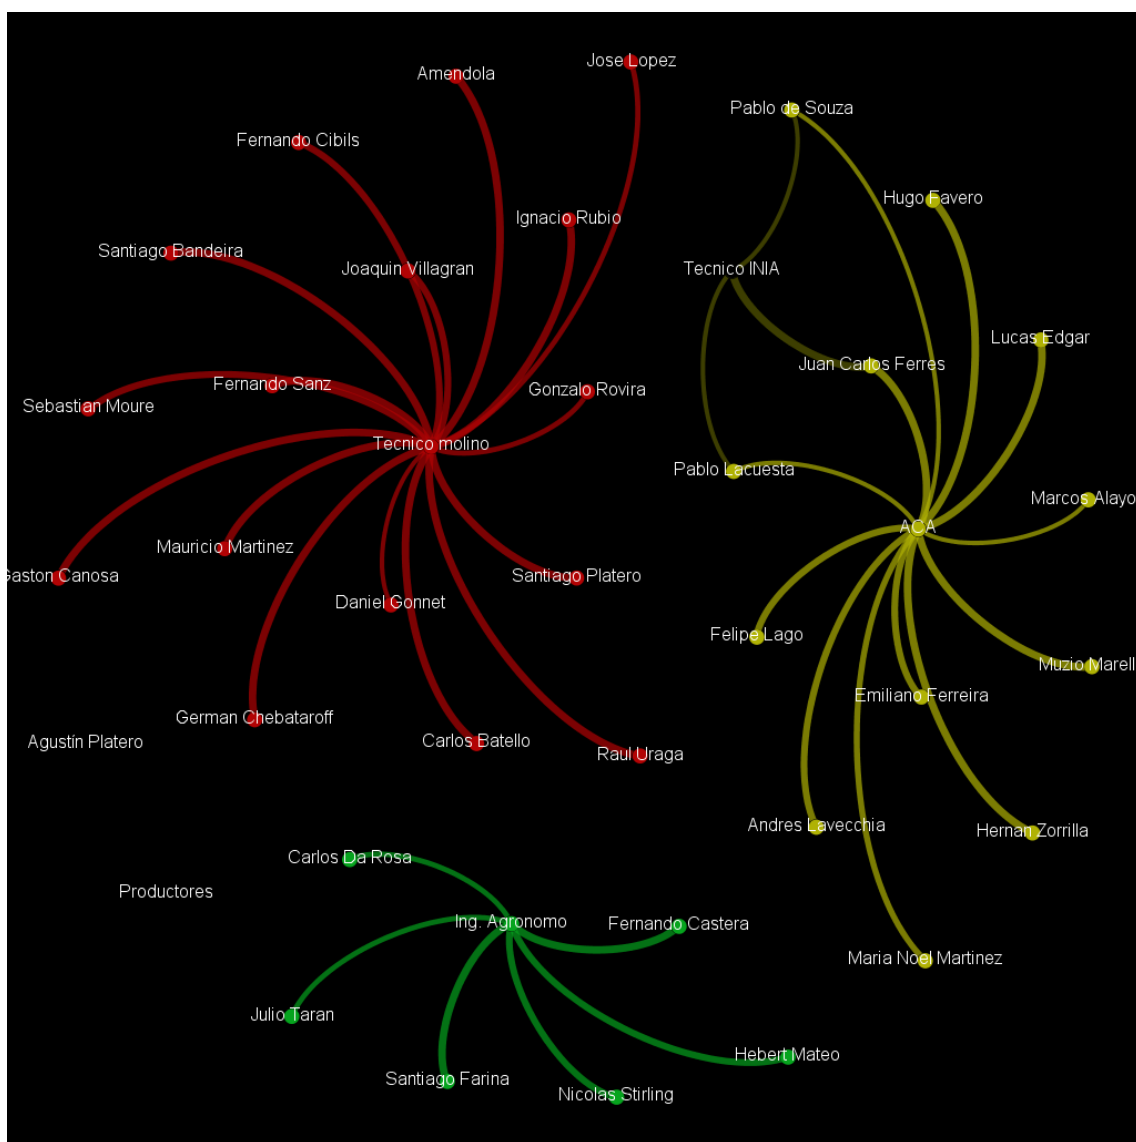 Jose Lopez
Amendola
Pablo de Souza
Fernando Cibils
Hugo Favero
Ignacio Rubio
Santiago Bandeira
Joaquin Villagran
Tecnico INIA
Lucas Edgar
Juan Carlos Ferres
Fernando Sanz
Gonzalo Rovira
Sebastian Moure
Tecnico molino
Pablo Lacuesta
Marcos Alayo
ACA
Mauricio Martinez
Gaston Canosa
Santiago Platero
Daniel Gonnet
Felipe Lago
Muzio Marell
Emiliano Ferreira
German Chebataroff
Agustín Platero
Carlos Batello
Raul Uraga
Andres Lavecchia
Hernan Zorrilla
Carlos Da Rosa
Productores
Ing. Agronomo
Fernando Castera
Maria Noel Martinez
Julio Taran
Hebert Mateo
Santiago Farina
Nicolas Stirling